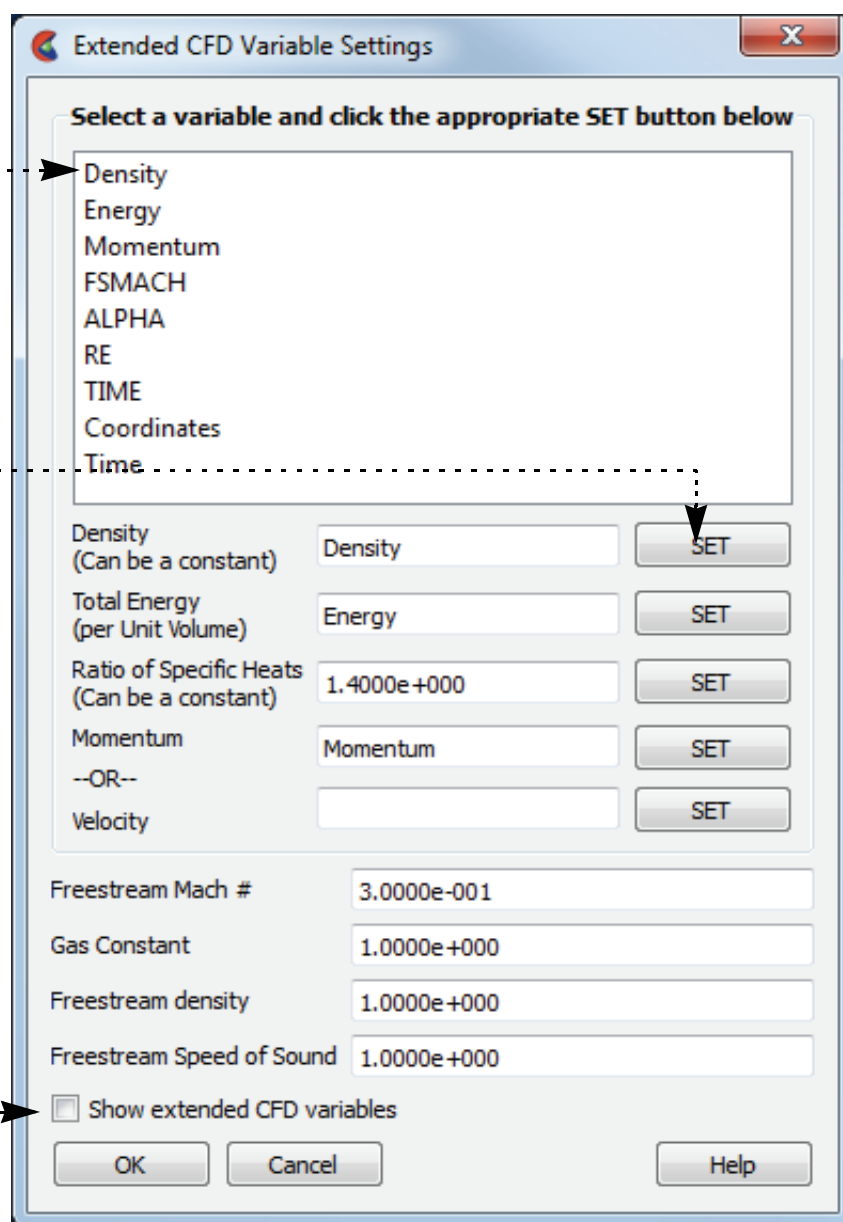 Extended CFD Variable Settings
Select a variable and click the appropriate SET button below
Density
Energy
Momentum
FSMACH
ALPHA
RE
TIME
Coordinates
Time
Density
(Can be a constant)
Density
SET
Total Energy
(per Unit Volume)
Energy
SET
Ratio of Specific Heats
(Can be a constant)
1.4000e+000
SET
Momentum
Momentum
SET
--OR--
Velocity
SET
Freestream Mach # 3.0000e-001
Gas Constant 1.0000e+000
Freestream density 1.0000e+000
Freestream Speed of Sound 1.0000e+000
Show extended CFD variables
OK Cancel Help